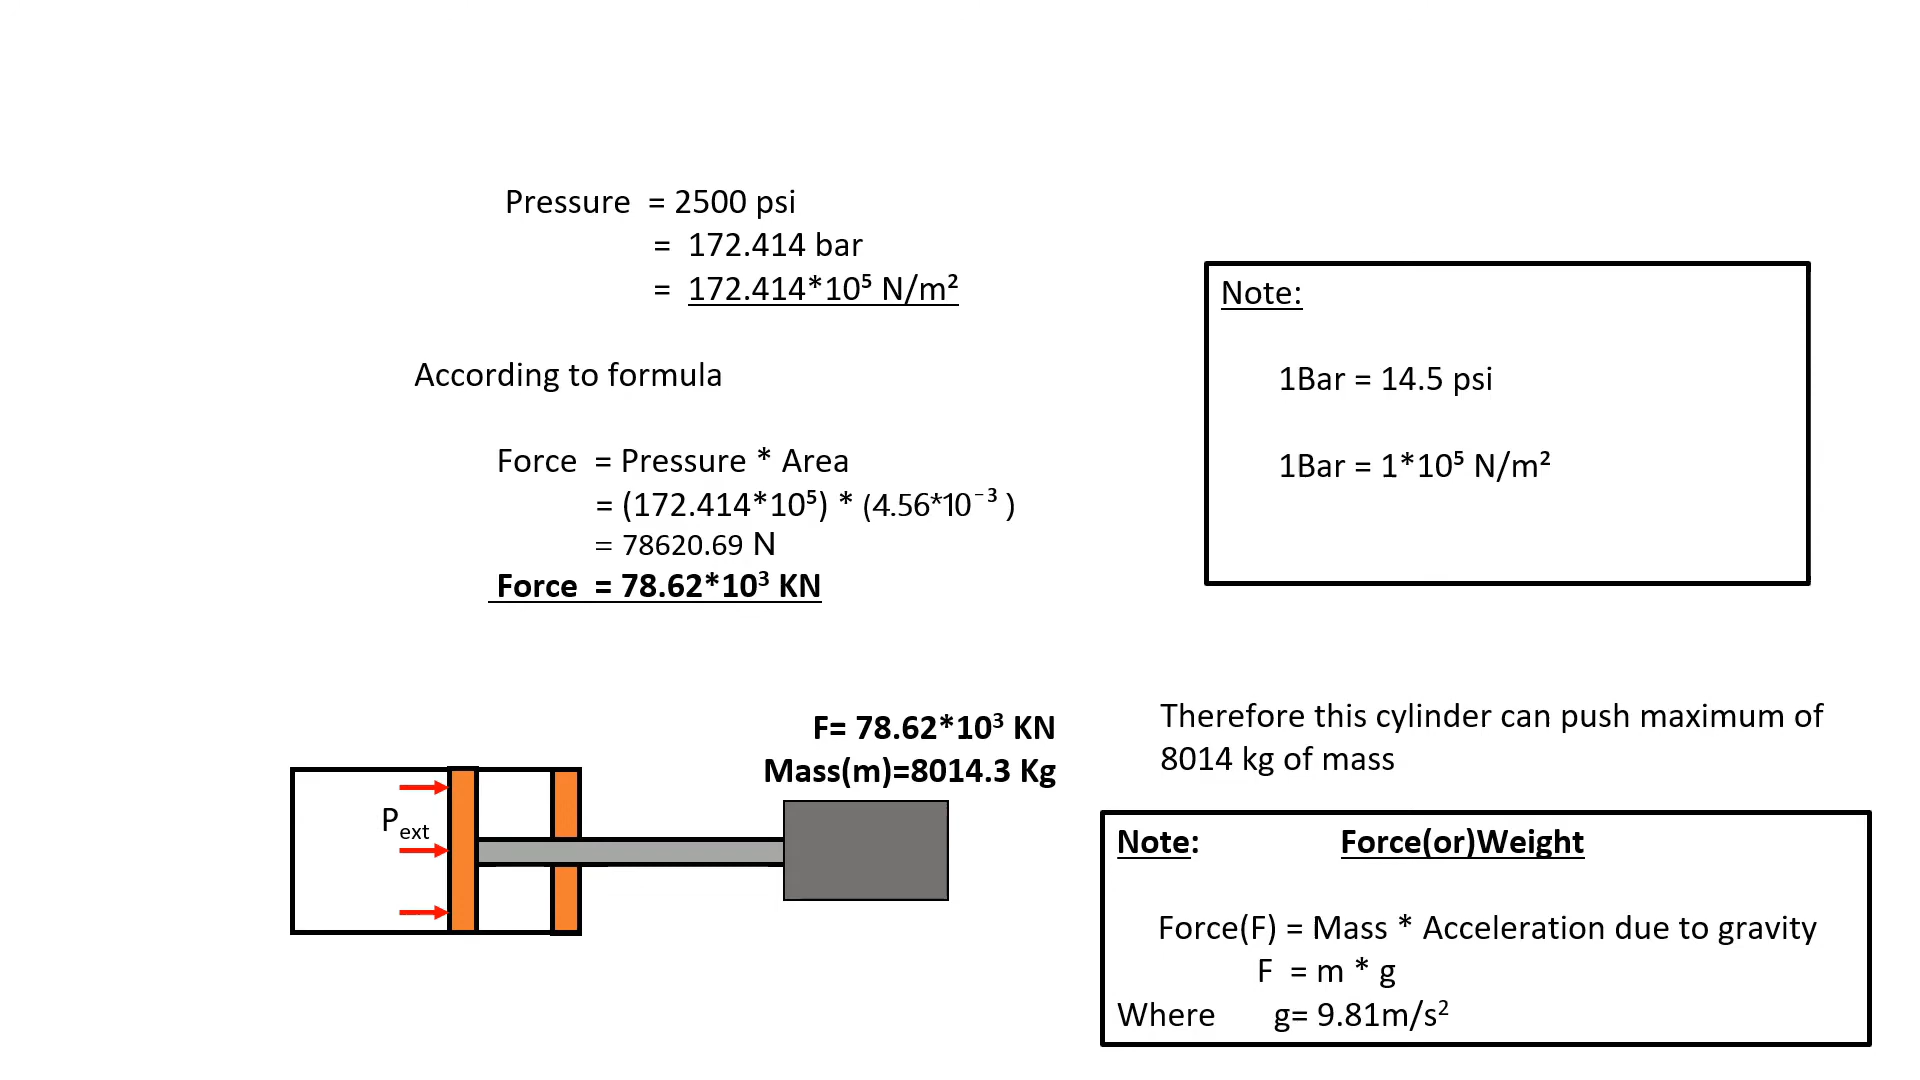 Pressure = 2500 psi
= 172.414 bar
= 172.414*10⁵ N/m²
According to formula
Force = Pressure * Area
= (172.414*10⁵) * (4.56*10⁻³ )
= 78620.69 N
Force = 78.62*10³ KN
Note:
1Bar = 14.5 psi
1Bar = 1*10⁵ N/m²
F= 78.62*10³ KN
Mass(m)=8014.3 Kg
Pₑₓₜ
Therefore this cylinder can push maximum of
8014 kg of mass
Note: Force(or)Weight
Force(F) = Mass * Acceleration due to gravity
F = m * g
Where g= 9.81m/s²